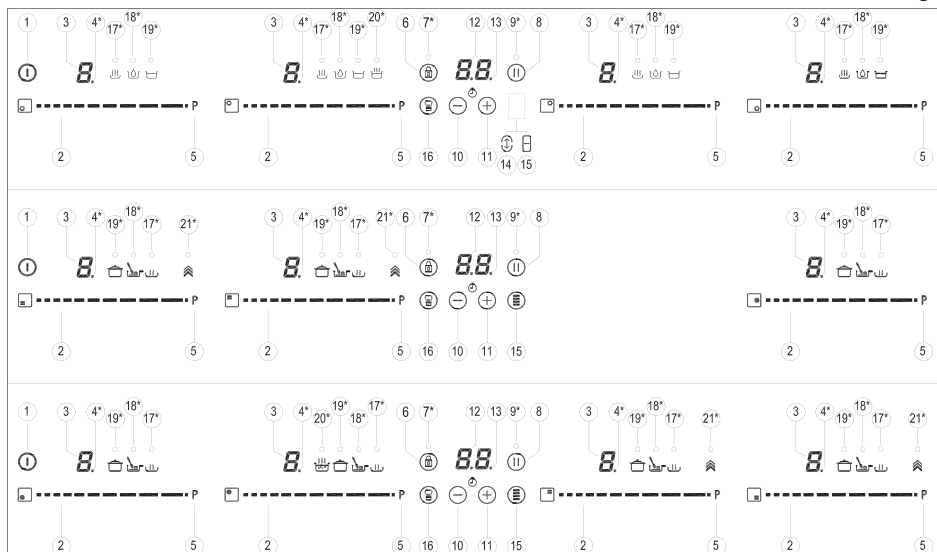 18* 18* 20* 18* 18*
1 3 4* 17* 19* 3 4* 17* 19* 6 7* 12 13 9* 8 3 4* 17* 19* 3 4* 17* 19*
8. 8. 8.8. 8. 8.
P P P P
2 5 2 5 16 10 11 14 15 2 5 2 5
18* 18* 18*
1 3 4* 19* 17* 21* 3 4* 19* 17* 21* 6 7* 12 13 9* 8 3 4* 19* 17*
8. 8. 8.8. 8.
P P P
2 5 2 5 16 10 11 15 2 5
18* 19* 17* 18* 18*
1 3 4* 19* 17* 3 4* 20* 18* 6 7* 12 13 9* 8 3 4* 19* 17* 21* 3 4* 19* 17* 21*
8. 8. 8.8. 8. 8.
P P P P
2 5 2 5 16 10 11 15 2 5 2 5